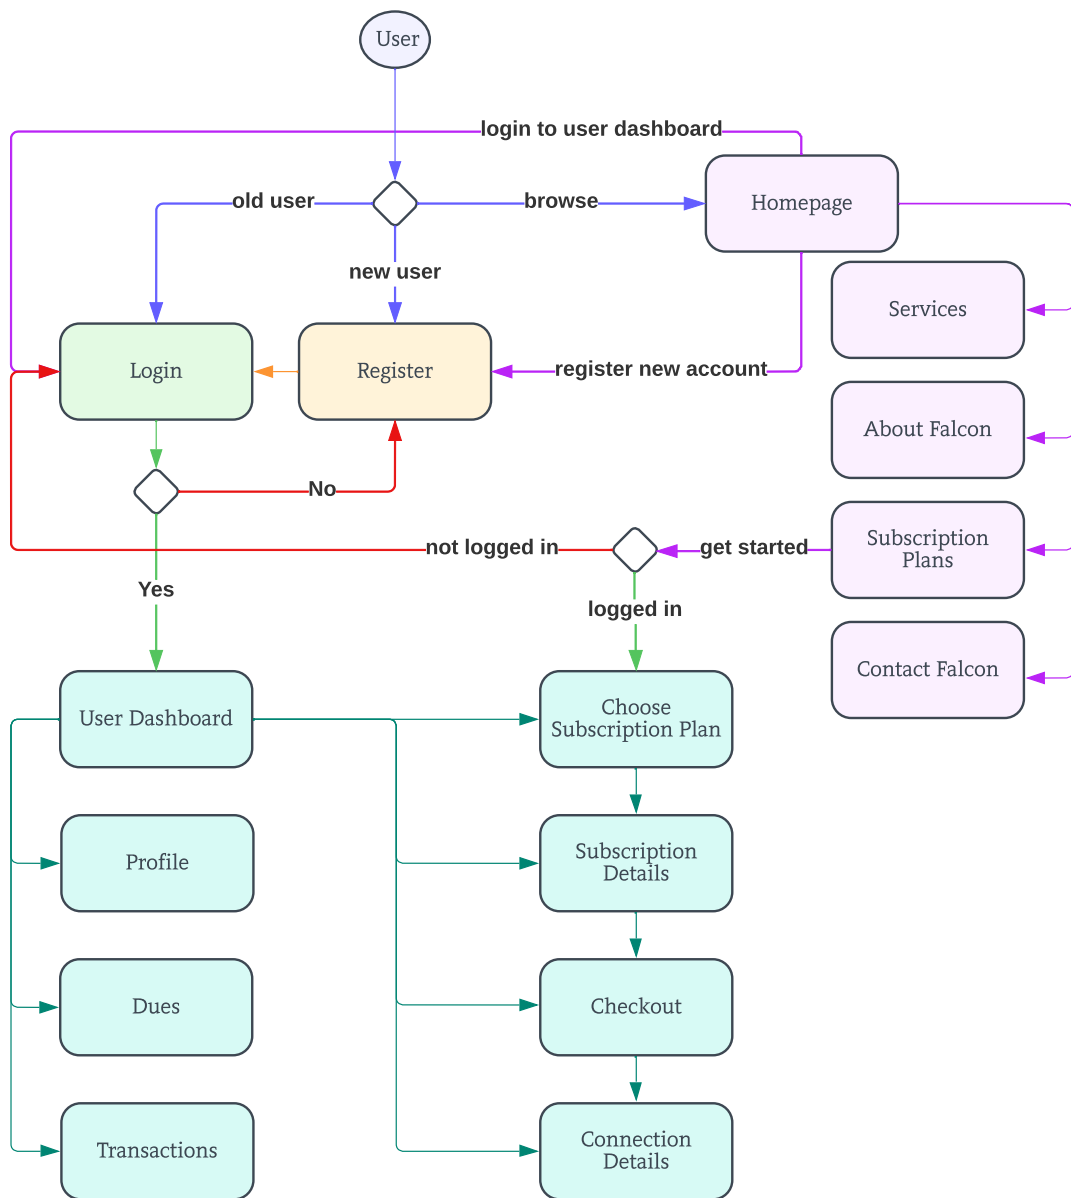 User
login to user dashboard
old user
browse
Homepage
new user
Services
Login
Register
register new account
About Falcon
No
not logged in
get started
Subscription
Plans
Yes
logged in
Contact Falcon
User Dashboard
Choose
Subscription Plan
Profile
Subscription
Details
Dues
Checkout
Transactions
Connection
Details